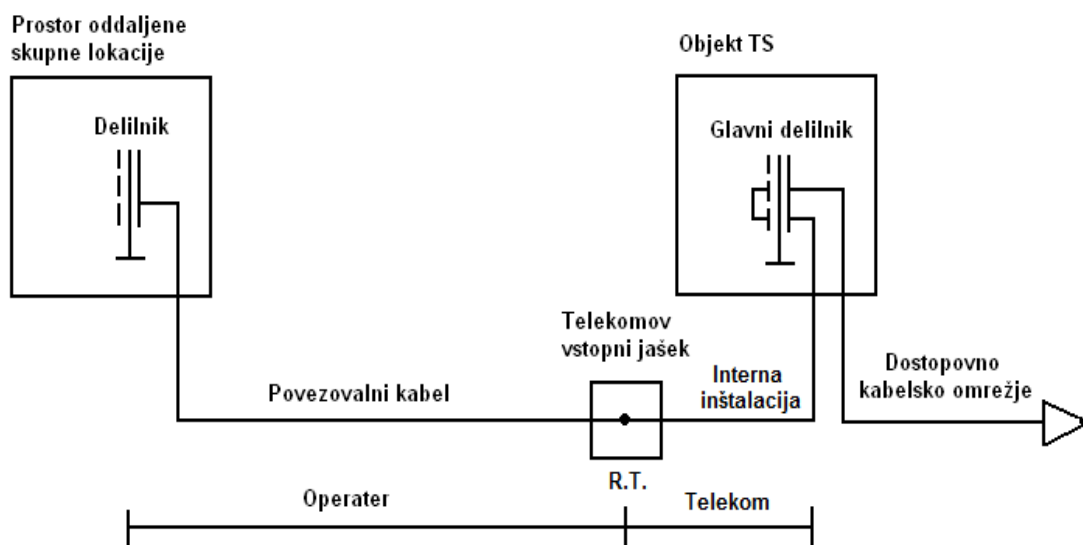 Prostor oddaljene
skupne lokacije
Objekt TS
Delilnik
Glavni delilnik
Telekomov
vstopni jašek
Povezovalni kabel
Interna
inštalacija
Dostopovno
kabelsko omrežje
R.T.
Operater
Telekom